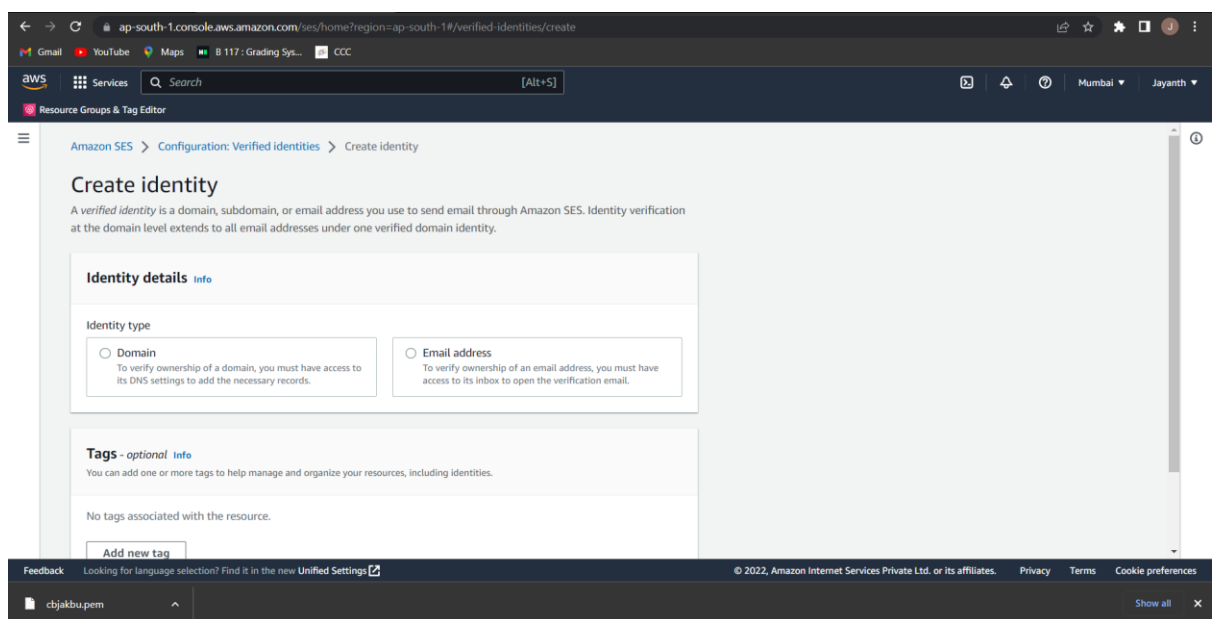 ap-south-1.console.aws.amazon.com/ses/home?region=ap-south-1#/verified-identities/create
J
Gmail YouTube Maps B 117 : Grading Sys... CCC
aws Services Search [Alt+S] Mumbai Jayanth
Resource Groups & Tag Editor
Amazon SES > Configuration: Verified identities > Create identity
Create identity
A verified identity is a domain, subdomain, or email address you use to send email through Amazon SES. Identity verification
at the domain level extends to all email addresses under one verified domain identity.
Identity details Info
Identity type
Domain
To verify ownership of a domain, you must have access to
its DNS settings to add the necessary records.
Email address
To verify ownership of an email address, you must have
access to its inbox to open the verification email.
Tags - optional Info
You can add one or more tags to help manage and organize your resources, including identities.
No tags associated with the resource.
Add new tag
Feedback Looking for language selection? Find it in the new Unified Settings © 2022, Amazon Internet Services Private Ltd. or its affiliates. Privacy Terms Cookie preferences
cbjakbu.pem Show all